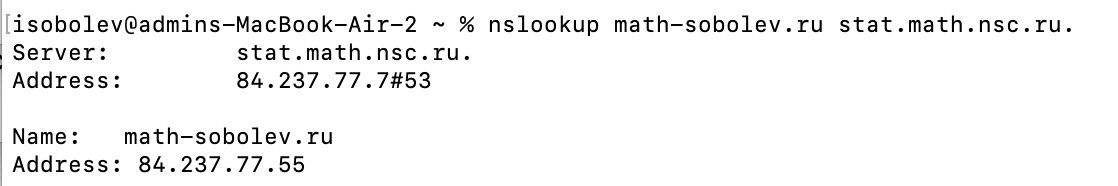 [isobolev@admins-MacBook-Air-2 ~ % nslookup math-sobolev.ru stat.math.nsc.ru.
Server: stat.math.nsc.ru.
Address: 84.237.77.7#53
Name: math-sobolev.ru
Address: 84.237.77.55